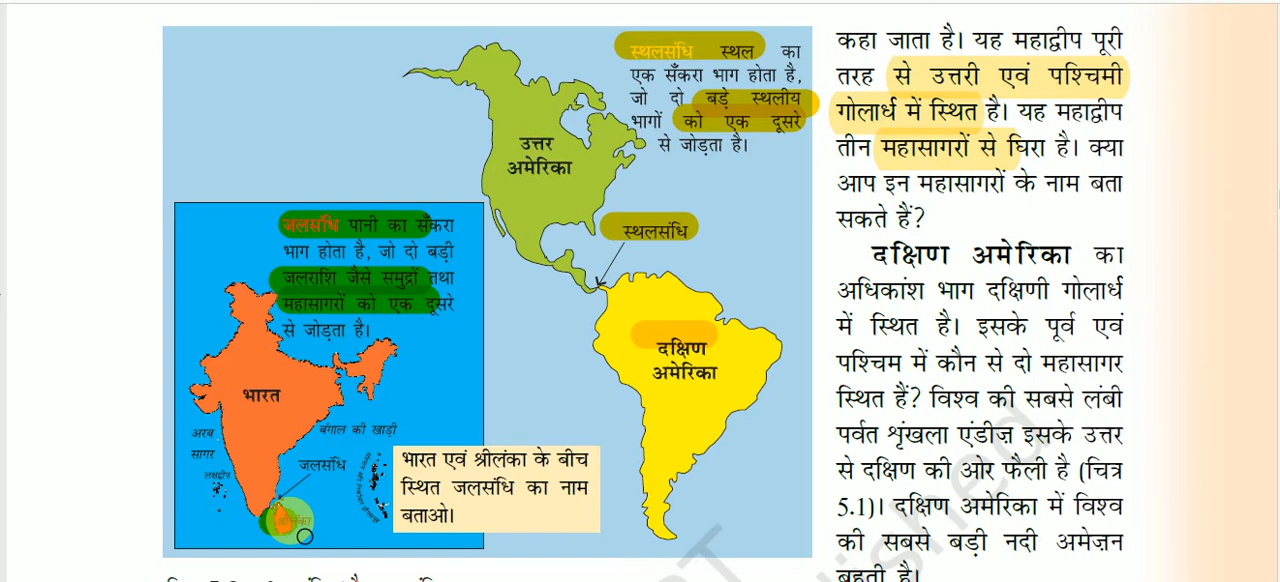 स्थलसंधि स्थल का
एक सँकरा भाग होता है,
जो दो बड़े स्थलीय
भागों को एक दूसरे
से जोड़ता है।
उत्तर
अमेरिका
स्थलसंधि
दक्षिण
अमेरिका
जलसंधि पानी का सँकरा
भाग होता है, जो दो बड़ी
जलराशि जैसे समुद्रों तथा
महासागरों को एक दूसरे
से जोड़ता है।
भारत
अरब
सागर
बंगाल की खाड़ी
लक्षद्वीप
जलसंधि
श्रीलंका
भारत एवं श्रीलंका के बीच
स्थित जलसंधि का नाम
बताओ।
कहा जाता है। यह महाद्वीप पूरी
तरह से उत्तरी एवं पश्चिमी
गोलार्ध में स्थित है। यह महाद्वीप
तीन महासागरों से घिरा है। क्या
आप इन महासागरों के नाम बता
सकते हैं?
दक्षिण अमेरिका का
अधिकांश भाग दक्षिणी गोलार्ध
में स्थित है। इसके पूर्व एवं
पश्चिम में कौन से दो महासागर
स्थित हैं? विश्व की सबसे लंबी
पर्वत शृंखला एंडीज़ इसके उत्तर
से दक्षिण की ओर फैली है (चित्र
5.1)। दक्षिण अमेरिका में विश्व
की सबसे बड़ी नदी अमेज़न
बहती है।